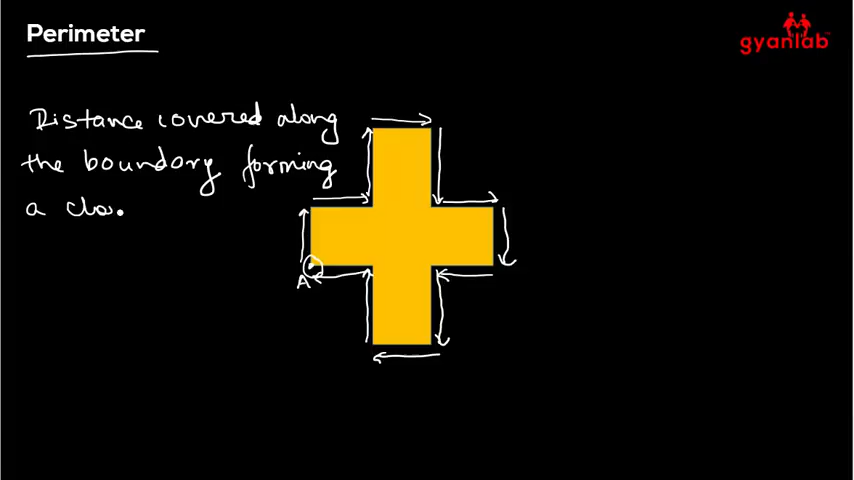 Perimeter
gyanlab
Distance covered along
the boundary forming
a clo.
A